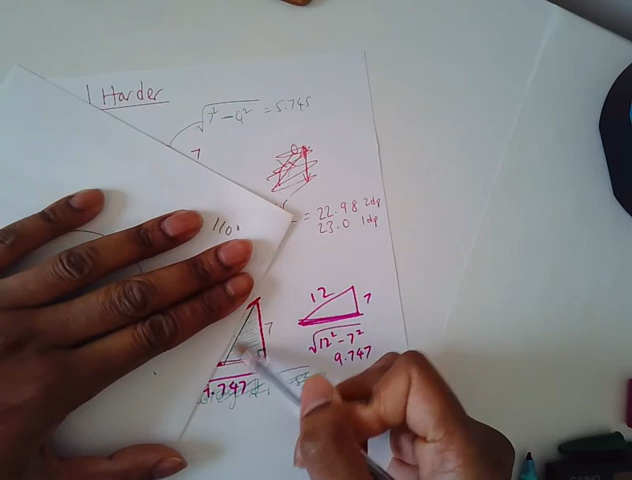 1 Harder
√7²-4² = 5.745
7
= 22.98 2dp
23.0 1dp
110°
12
7
7
√12²-7²
9.747
9.747